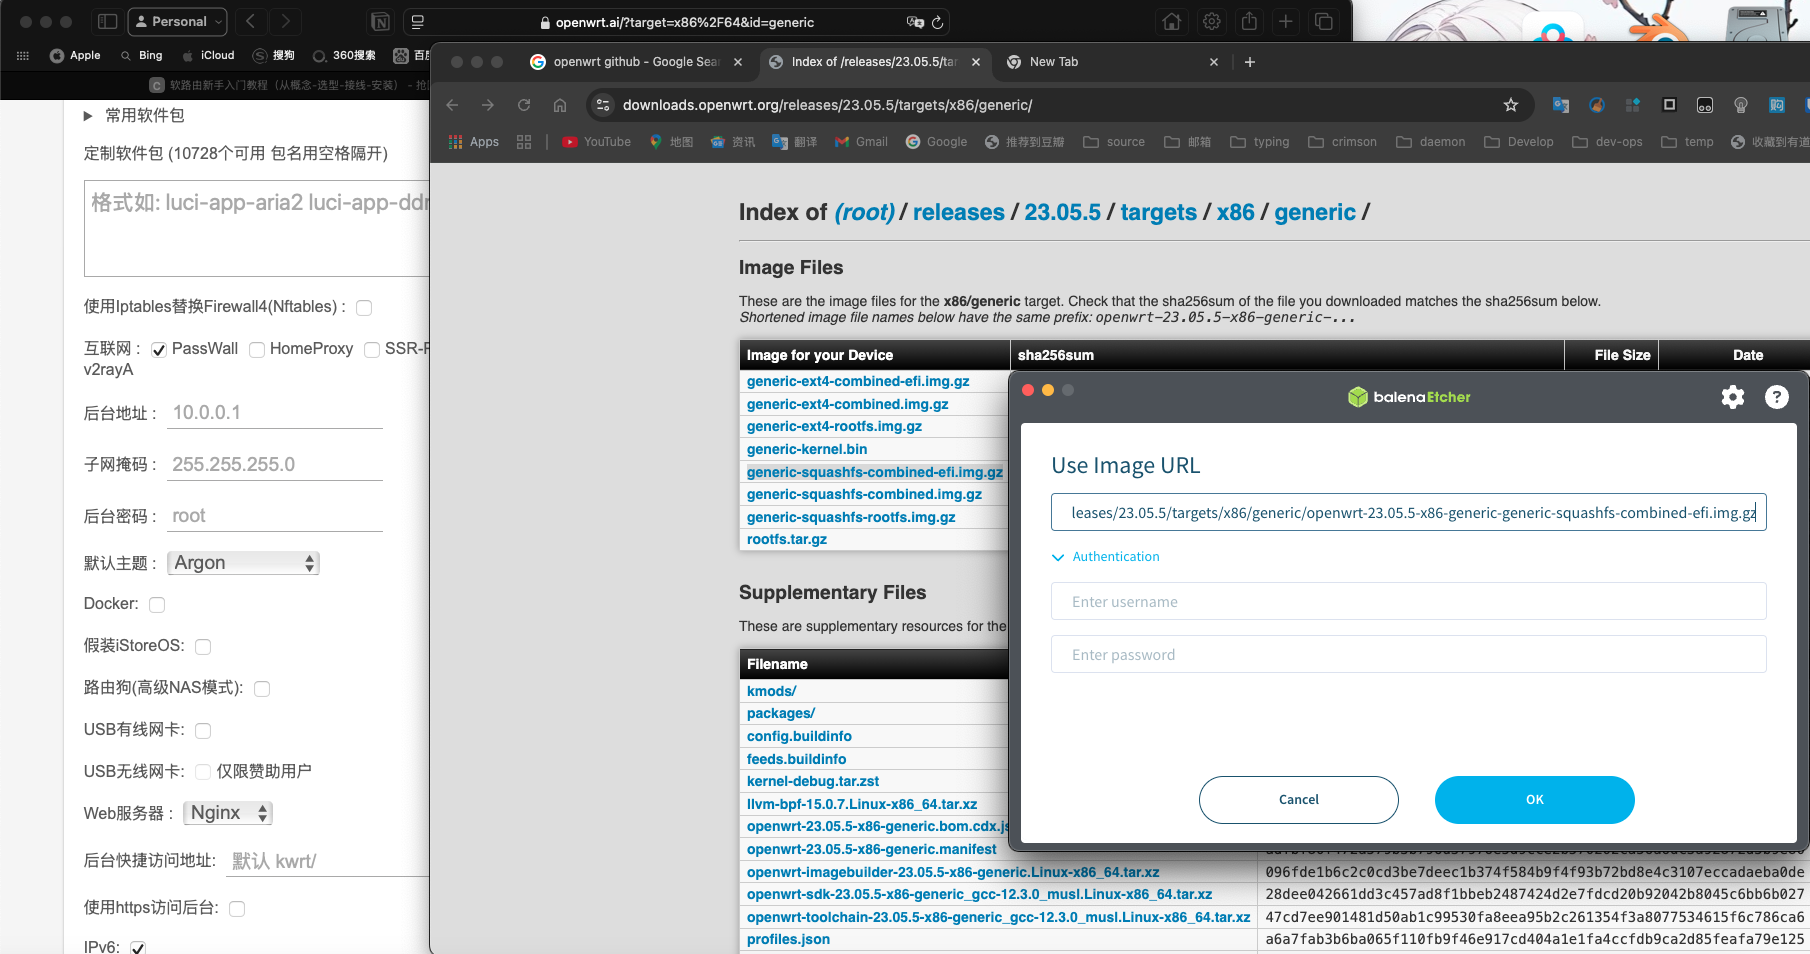 Personal
openwrt.ai/?target=x86%2F64&id=generic
Apple
Bing
iCloud
搜狗
360搜索
软路由新手入门教程（从概念-选型-接线-安装） - 抢
常用软件包
定制软件包 (10728个可用 包名用空格隔开)
格式如: luci-app-aria2 luci-app-ddn
使用Iptables替换Firewall4(Nftables) :
互联网 : PassWall HomeProxy SSR-P
v2rayA
后台地址 : 10.0.0.1
子网掩码 : 255.255.255.0
后台密码 : root
默认主题 : Argon
Docker:
假装iStoreOS:
路由狗(高级NAS模式):
USB有线网卡:
USB无线网卡: 仅限赞助用户
Web服务器 : Nginx
后台快捷访问地址: 默认 kwrt/
使用https访问后台:
IPv6:
openwrt github - Google Sear
Index of /releases/23.05.5/tar
New Tab
downloads.openwrt.org/releases/23.05.5/targets/x86/generic/
Apps
YouTube
地图
资讯
翻译
Gmail
Google
推荐到豆瓣
source
邮箱
typing
crimson
daemon
Develop
dev-ops
temp
收藏到有道
Index of (root) / releases / 23.05.5 / targets / x86 / generic /
Image Files
These are the image files for the x86/generic target. Check that the sha256sum of the file you downloaded matches the sha256sum below.
Shortened image file names below have the same prefix: openwrt-23.05.5-x86-generic-...
Image for your Device sha256sum File Size Date
generic-ext4-combined-efi.img.gz
generic-ext4-combined.img.gz
generic-ext4-rootfs.img.gz
generic-kernel.bin
generic-squashfs-combined-efi.img.gz
generic-squashfs-combined.img.gz
generic-squashfs-rootfs.img.gz
rootfs.tar.gz
Supplementary Files
These are supplementary resources for the
Filename
kmods/
packages/
config.buildinfo
feeds.buildinfo
kernel-debug.tar.zst
llvm-bpf-15.0.7.Linux-x86_64.tar.xz
openwrt-23.05.5-x86-generic.bom.cdx.js
openwrt-23.05.5-x86-generic.manifest
openwrt-imagebuilder-23.05.5-x86-generic.Linux-x86_64.tar.xz 096fde1b6c2c0cd3be7deec1b374f584b9f4f93b72bd8e4c3107eccadaeba0de
openwrt-sdk-23.05.5-x86-generic_gcc-12.3.0_musl.Linux-x86_64.tar.xz 28dee042661dd3c457ad8f1bbeb2487424d2e7fdcd20b92042b8045c6bb6b027
openwrt-toolchain-23.05.5-x86-generic_gcc-12.3.0_musl.Linux-x86_64.tar.xz 47cd7ee901481d50ab1c99530fa8eea95b2c261354f3a8077534615f6c786ca6
profiles.json a6a7fab3b6ba065f110fb9f46e917cd404a1e1fa4ccfdb9ca2d85feafa79e125
balenaEtcher
Use Image URL
leases/23.05.5/targets/x86/generic/openwrt-23.05.5-x86-generic-generic-squashfs-combined-efi.img.gz
Authentication
Enter username
Enter password
Cancel
OK